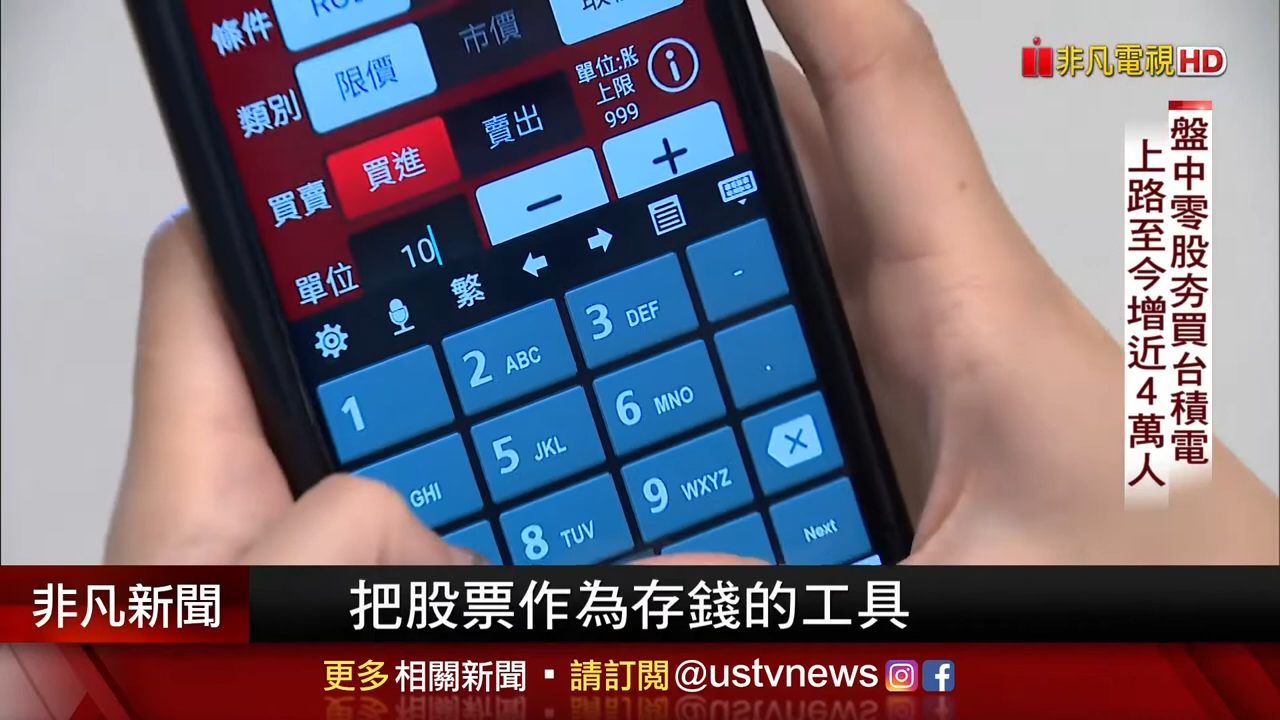 條件
市價
類別
限價
單位:股
上限
999
買賣
買進
賣出
−
+
單位
10
繁
1
2 ABC
3 DEF
-
5 JKL
6 MNO
.
GHI
8 TUV
9 WXYZ
Next
非凡電視HD
盤中零股夯買台積電
上路至今增近4萬人
非凡新聞
把股票作為存錢的工具
更多相關新聞▪請訂閱@ustvnews